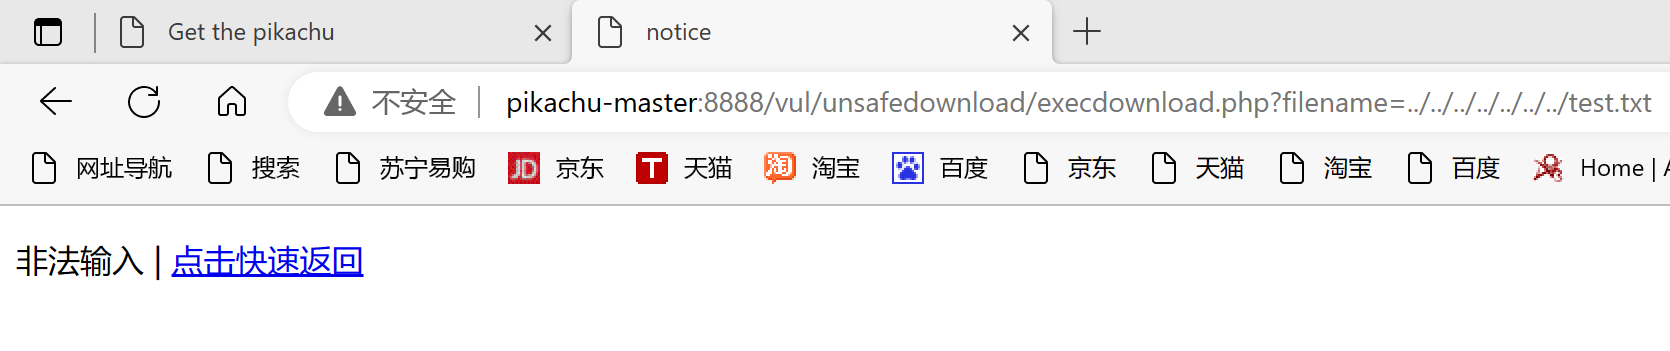 Get the pikachu
notice
不安全 pikachu-master:8888/vul/unsafedownload/execdownload.php?filename=../../../../../../../test.txt
网址导航 搜索 苏宁易购 JD 京东 T 天猫 淘 淘宝 百度 京东 天猫 淘宝 百度 Home |
非法输入 | 点击快速返回